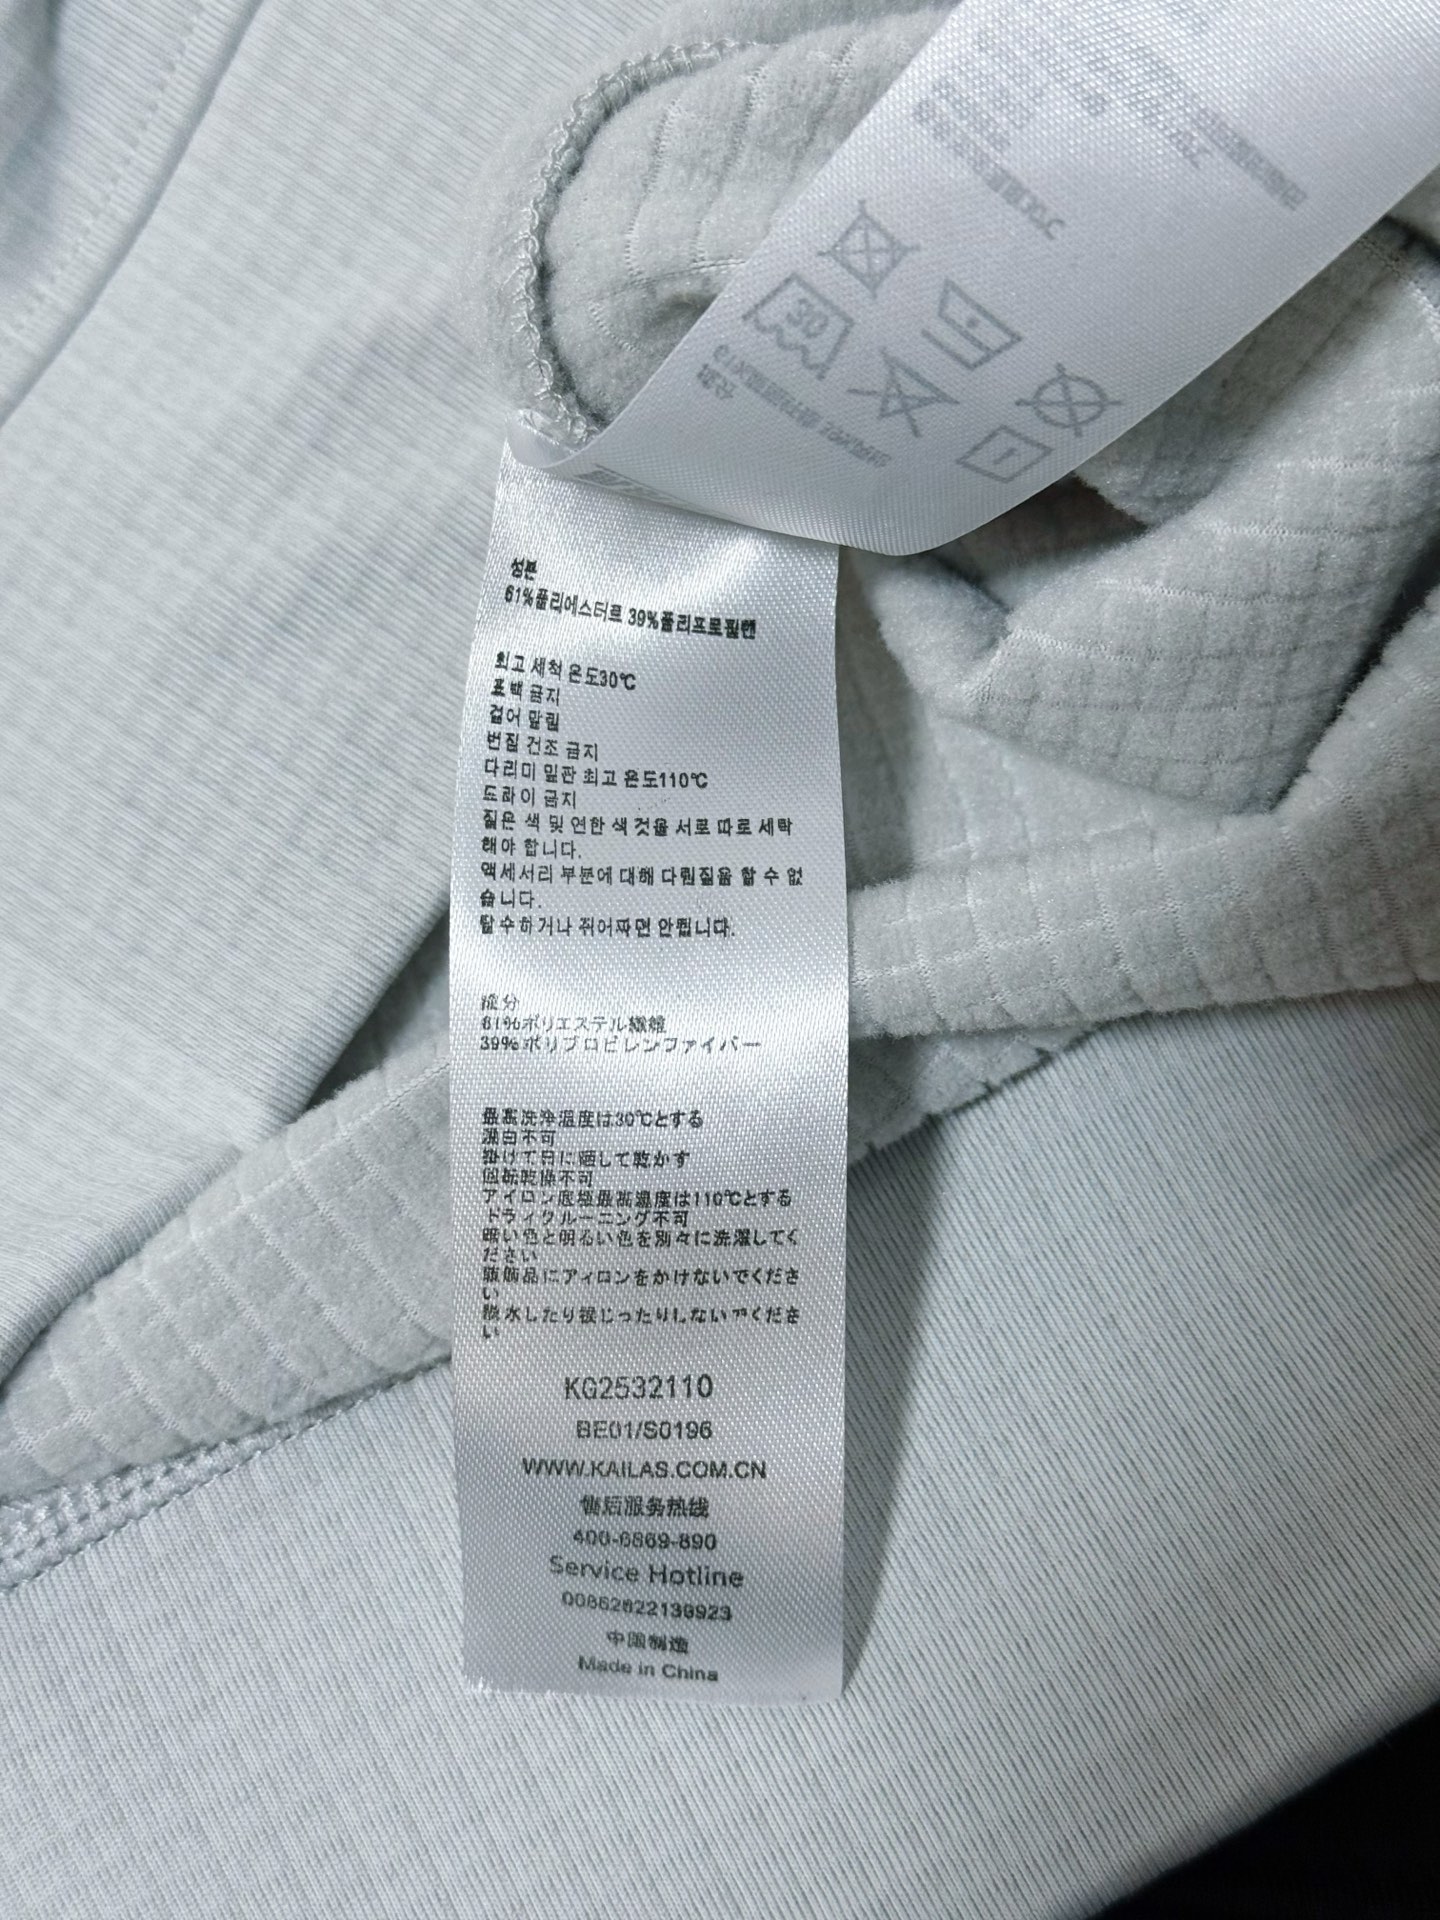 성분
61%폴리에스터르 39%폴리프로필렌
최고 세척 온도30℃
표백 금지
걸어 말림
번질 건조 금지
다리미 밑판 최고 온도110℃
드라이 금지
짙은 색 및 연한 색 것을 서로 따로 세탁
해야 합니다.
액세서리 부분에 대해 다림질을 할 수 없
습니다.
탈수하거나 쥐어짜면 안됩니다.
成分
61%ポリエステル繊維
39%ポリプロピレンファイバー
最高洗浄温度は30℃とする
漂白不可
掛けて日に晒して乾かす
回転乾燥不可
アイロン底板最高温度は110℃とする
ドライクルーニング不可
暗い色と明るい色を別々に洗濯してく
ださい
装飾品にアィロンをかけないでくださ
い
脱水したり捩じったりしないでくださ
い
KG2532110
BE01/S0196
WWW.KAILAS.COM.CN
售后服务热线
400-6869-890
Service Hotline
00862822130923
中国制造
Made in China
30